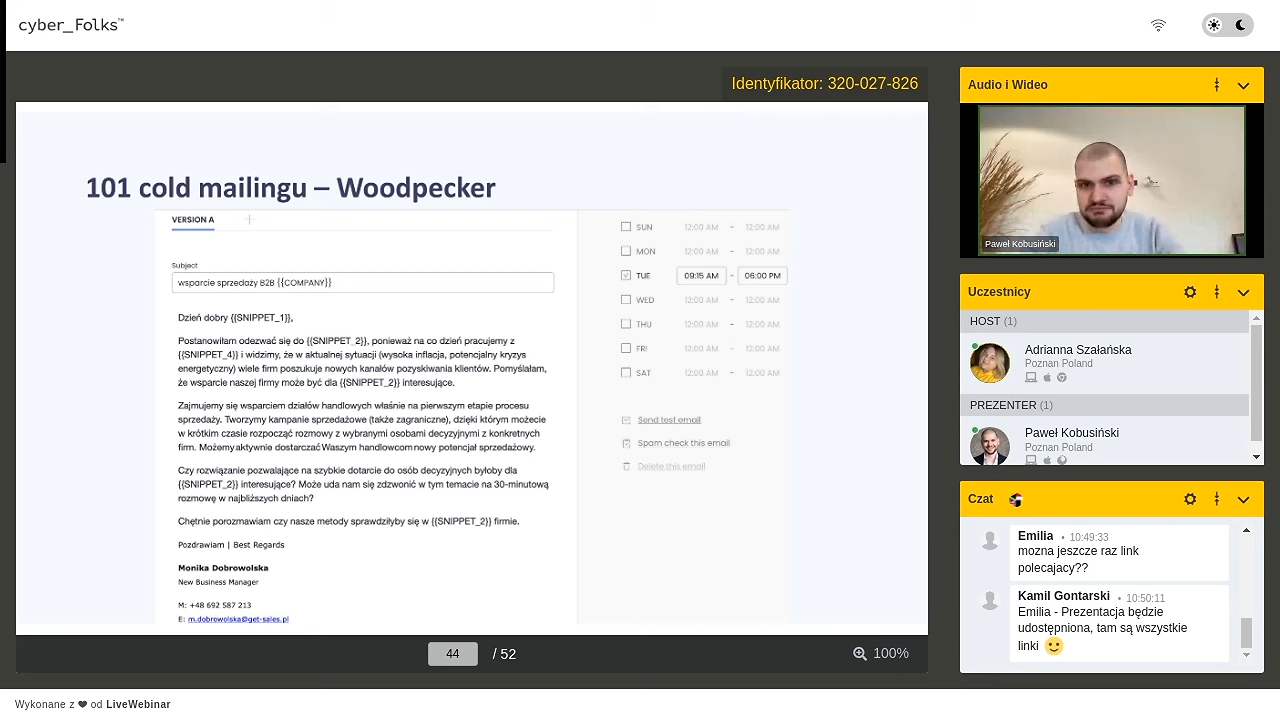 cyber_Folks™
Identyfikator: 320-027-826
101 cold mailingu – Woodpecker
VERSION A
Subject
wsparcie sprzedaży B2B {{COMPANY}}
Dzień dobry {{SNIPPET_1}},
Postanowiłam odezwać się do {{SNIPPET_2}}, ponieważ na co dzień pracujemy z
{{SNIPPET_4}} i widzimy, że w aktualnej sytuacji (wysoka inflacja, potencjalny kryzys
energetyczny) wiele firm poszukuje nowych kanałów pozyskiwania klientów. Pomyślałam,
że wsparcie naszej firmy może być dla {{SNIPPET_2}} interesujące.
Zajmujemy się wsparciem działów handlowych właśnie na pierwszym etapie procesu
sprzedaży. Tworzymy kampanie sprzedażowe (także zagraniczne), dzięki którym możecie
w krótkim czasie rozpocząć rozmowy z wybranymi osobami decyzyjnymi z konkretnych
firm. Możemy aktywnie dostarczać Waszym handlowcom nowy potencjał sprzedażowy.
Czy rozwiązanie pozwalające na szybkie dotarcie do osób decyzyjnych byłoby dla
{{SNIPPET_2}} interesujące? Może uda nam się zdzwonić w tym temacie na 30-minutową
rozmowę w najbliższych dniach?
Chętnie porozmawiam czy nasze metody sprawdziłyby się w {{SNIPPET_2}} firmie.
Pozdrawiam | Best Regards
Monika Dobrowolska
New Business Manager
M: +48 692 587 213
E: m.dobrowolska@get-sales.pl
SUN 12:00 AM - 12:00 AM
MON 12:00 AM - 12:00 AM
TUE 09:15 AM - 06:00 PM
WED 12:00 AM - 12:00 AM
THU 12:00 AM - 12:00 AM
FRI 12:00 AM - 12:00 AM
SAT 12:00 AM - 12:00 AM
Send test email
Spam check this email
Delete this email
44 / 52
100%
Audio i Wideo
Paweł Kobusiński
Uczestnicy
HOST (1)
Adrianna Szałańska
Poznan Poland
PREZENTER (1)
Paweł Kobusiński
Poznan Poland
Czat
Emilia • 10:49:33
mozna jeszcze raz link
polecajacy??
Kamil Gontarski • 10:50:11
Emilia - Prezentacja będzie
udostępniona, tam są wszystkie
linki 🙂
Wykonane z ❤ od LiveWebinar